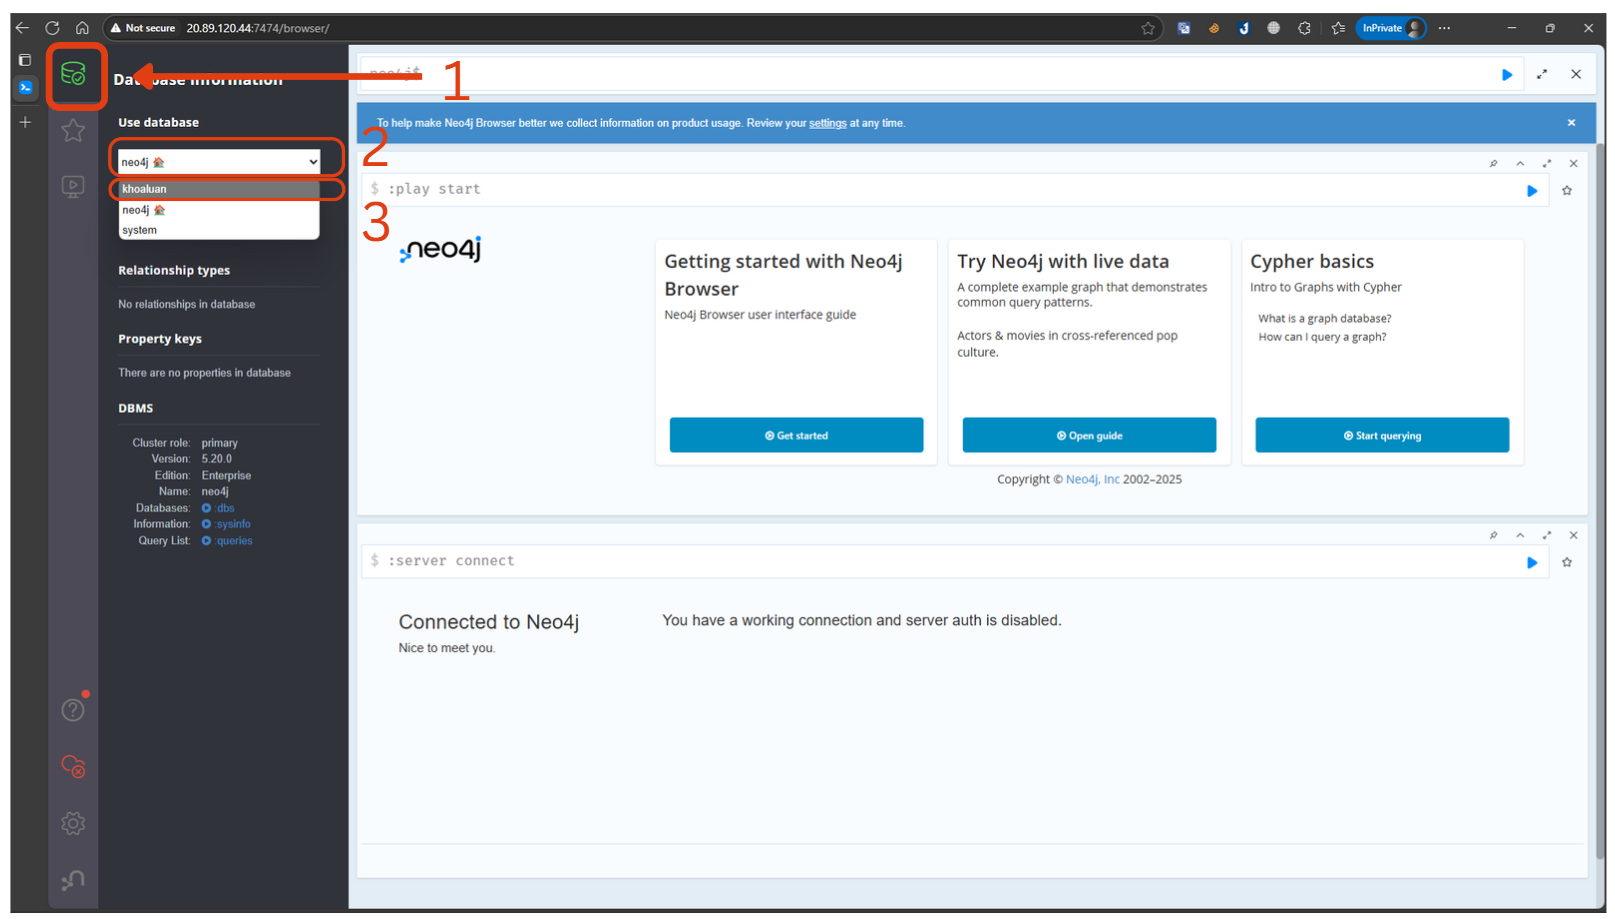 Not secure 20.89.120.44:7474/browser/
InPrivate
Database Information
1
neo4j$
Use database
To help make Neo4j Browser better we collect information on product usage. Review your settings at any time.
2
neo4j
khoaluan
neo4j
system
$ :play start
3
neo4j
Getting started with Neo4j
Browser
Neo4j Browser user interface guide
Get started
Try Neo4j with live data
A complete example graph that demonstrates
common query patterns.
Actors & movies in cross-referenced pop
culture.
Open guide
Cypher basics
Intro to Graphs with Cypher
What is a graph database?
How can I query a graph?
Start querying
Copyright © Neo4j, Inc 2002–2025
Relationship types
No relationships in database
Property keys
There are no properties in database
DBMS
Cluster role: primary
Version: 5.20.0
Edition: Enterprise
Name: neo4j
Databases: :dbs
Information: :sysinfo
Query List: :queries
$ :server connect
Connected to Neo4j
Nice to meet you.
You have a working connection and server auth is disabled.